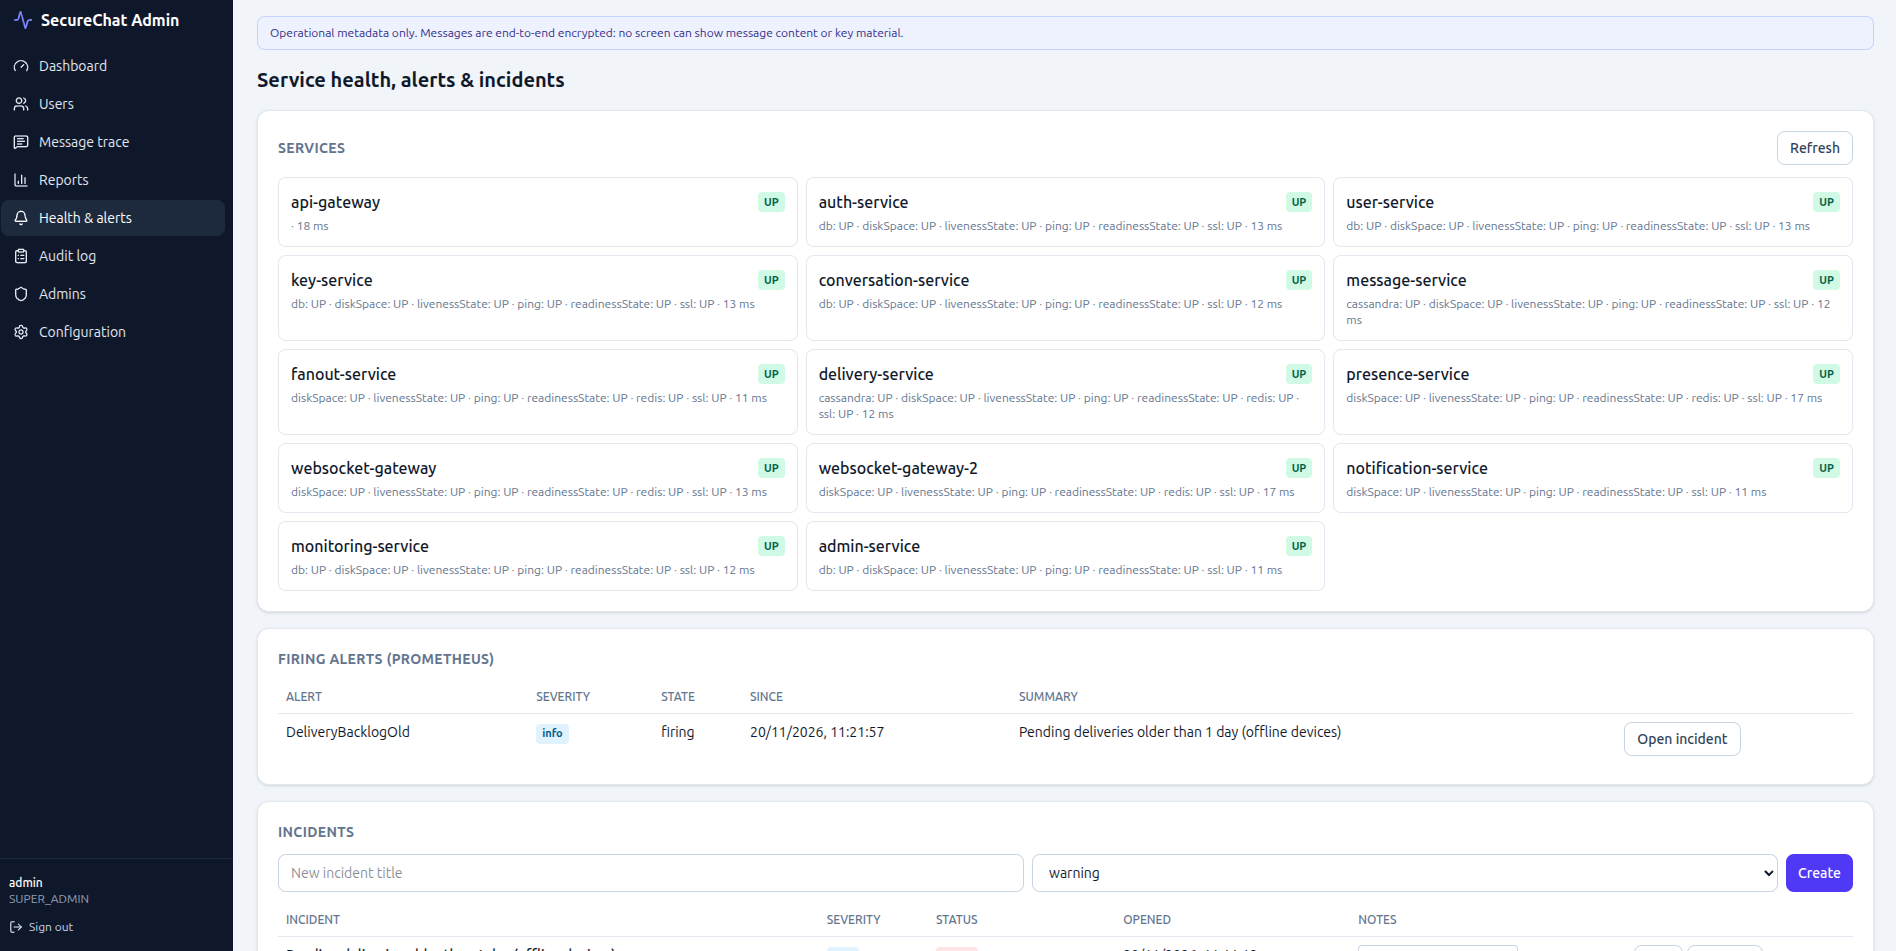 SecureChat Admin
Dashboard
Users
Message trace
Reports
Health & alerts
Audit log
Admins
Configuration
admin
SUPER_ADMIN
Sign out
Operational metadata only. Messages are end-to-end encrypted: no screen can show message content or key material.
Service health, alerts & incidents
SERVICES
Refresh
api-gateway
UP
· 18 ms
auth-service
UP
db: UP · diskSpace: UP · livenessState: UP · ping: UP · readinessState: UP · ssl: UP · 13 ms
user-service
UP
db: UP · diskSpace: UP · livenessState: UP · ping: UP · readinessState: UP · ssl: UP · 13 ms
key-service
UP
db: UP · diskSpace: UP · livenessState: UP · ping: UP · readinessState: UP · ssl: UP · 13 ms
conversation-service
UP
db: UP · diskSpace: UP · livenessState: UP · ping: UP · readinessState: UP · ssl: UP · 12 ms
message-service
UP
cassandra: UP · diskSpace: UP · livenessState: UP · ping: UP · readinessState: UP · ssl: UP · 12
ms
fanout-service
UP
diskSpace: UP · livenessState: UP · ping: UP · readinessState: UP · redis: UP · ssl: UP · 11 ms
delivery-service
UP
cassandra: UP · diskSpace: UP · livenessState: UP · ping: UP · readinessState: UP · redis: UP ·
ssl: UP · 12 ms
presence-service
UP
diskSpace: UP · livenessState: UP · ping: UP · readinessState: UP · redis: UP · ssl: UP · 17 ms
websocket-gateway
UP
diskSpace: UP · livenessState: UP · ping: UP · readinessState: UP · redis: UP · ssl: UP · 13 ms
websocket-gateway-2
UP
diskSpace: UP · livenessState: UP · ping: UP · readinessState: UP · redis: UP · ssl: UP · 17 ms
notification-service
UP
diskSpace: UP · livenessState: UP · ping: UP · readinessState: UP · ssl: UP · 11 ms
monitoring-service
UP
db: UP · diskSpace: UP · livenessState: UP · ping: UP · readinessState: UP · ssl: UP · 12 ms
admin-service
UP
db: UP · diskSpace: UP · livenessState: UP · ping: UP · readinessState: UP · ssl: UP · 11 ms
FIRING ALERTS (PROMETHEUS)
ALERT SEVERITY STATE SINCE SUMMARY
DeliveryBacklogOld info firing 20/11/2026, 11:21:57 Pending deliveries older than 1 day (offline devices) Open incident
INCIDENTS
New incident title
warning
Create
INCIDENT SEVERITY STATUS OPENED NOTES